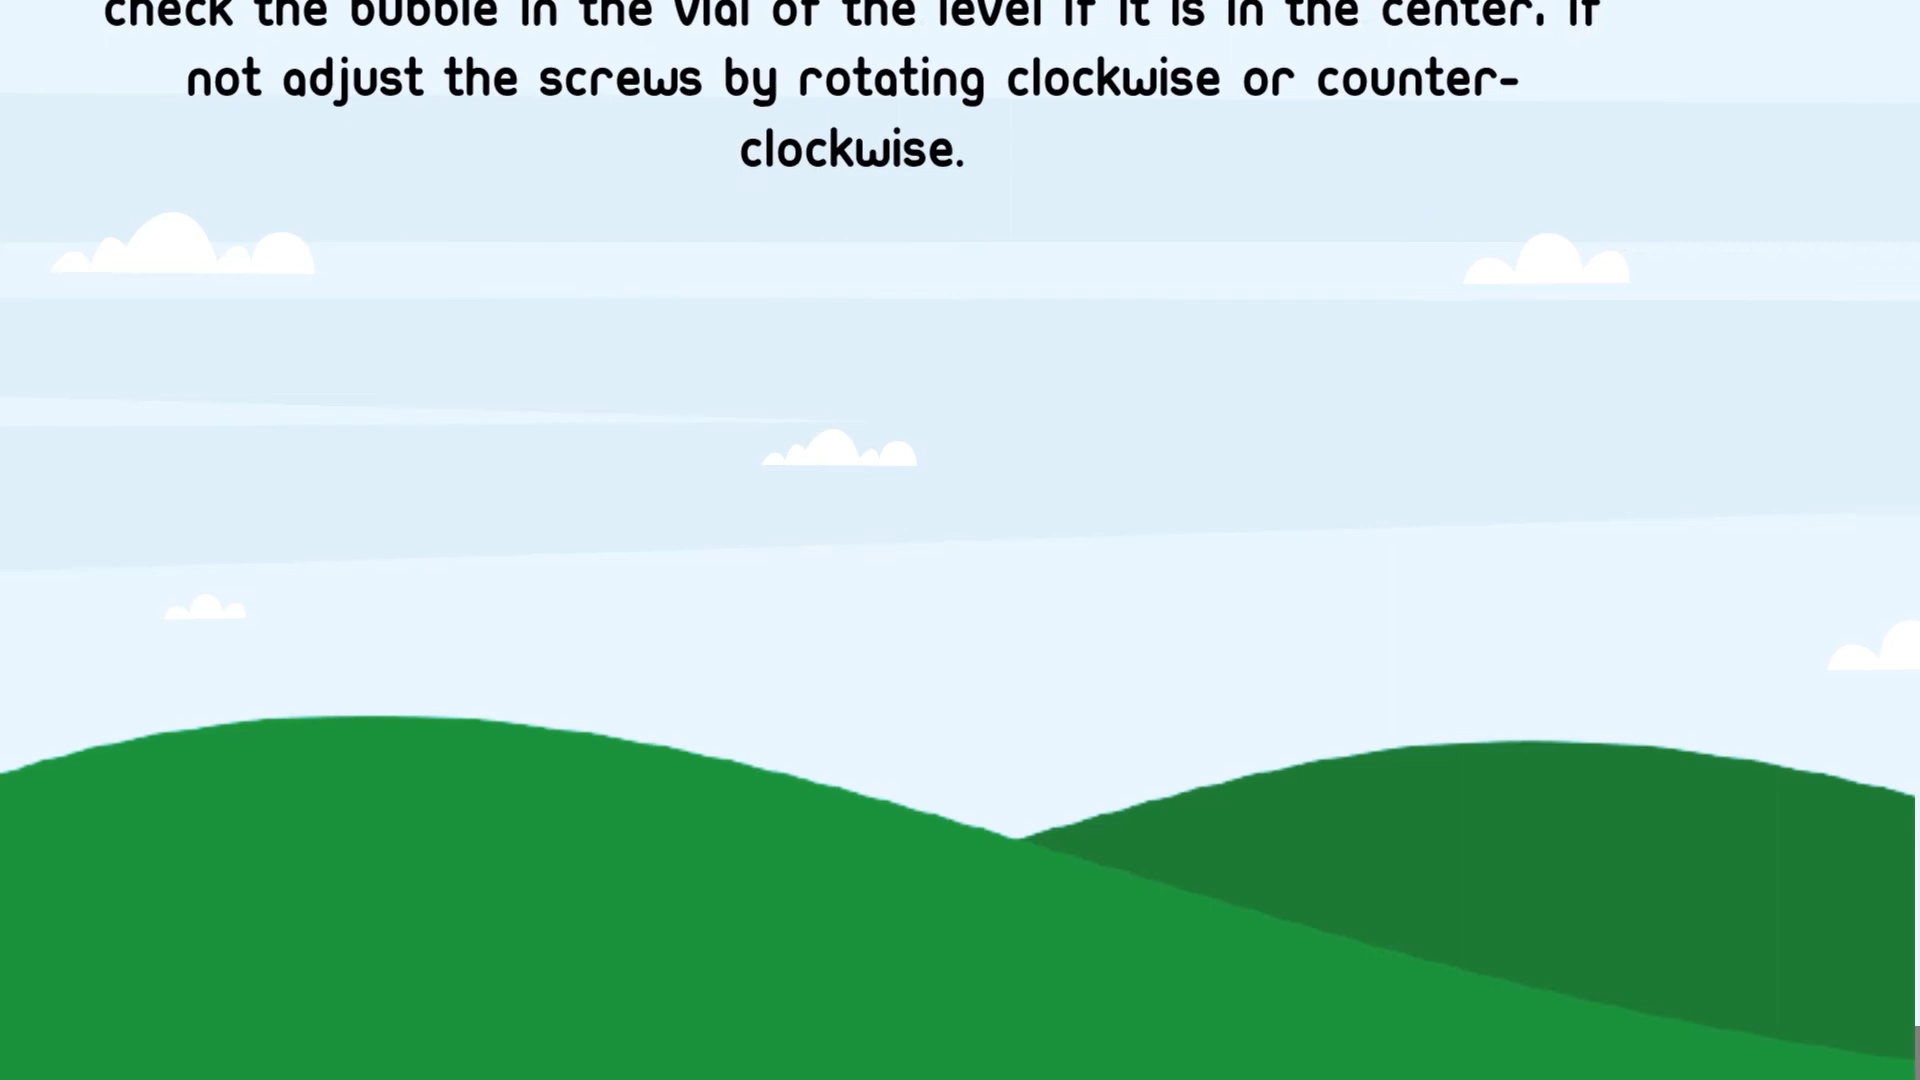 check the bubble in the vial of the level if it is in the center. If
not adjust the screws by rotating clockwise or counter-
clockwise.